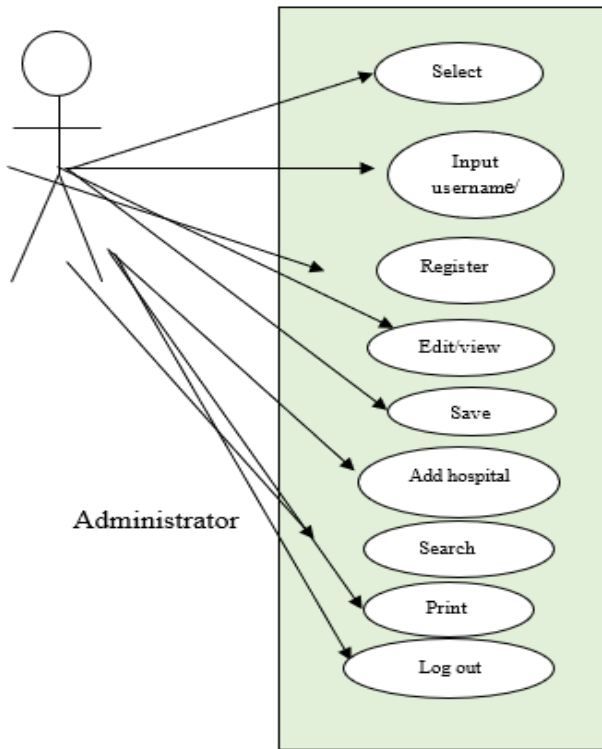 Select
Input
username/
Register
Edit/view
Save
Add hospital
Administrator
Search
Print
Log out